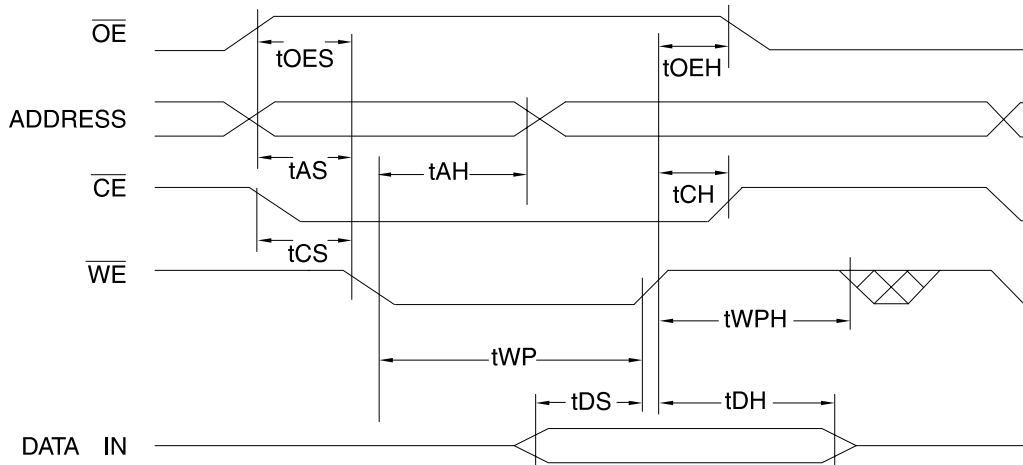 OE
tOES
tOEH
ADDRESS
tAS
tAH
CE
tCH
tCS
WE
tWPH
tWP
tDS
tDH
DATA IN